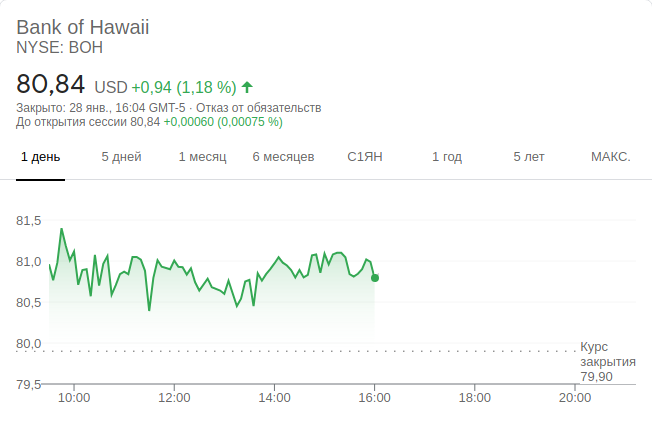 Bank of Hawaii
NYSE: BOH
80,84 USD +0,94 (1,18 %)
Закрыто: 28 янв., 16:04 GMT-5 · Отказ от обязательств
До открытия сессии 80,84 +0,00060 (0,00075 %)
1 день 5 дней 1 месяц 6 месяцев С1ЯН 1 год 5 лет МАКС.
81,5
81,0
80,5
80,0
Курс
закрытия
79,90
79,5
10:00 12:00 14:00 16:00 18:00 20:00